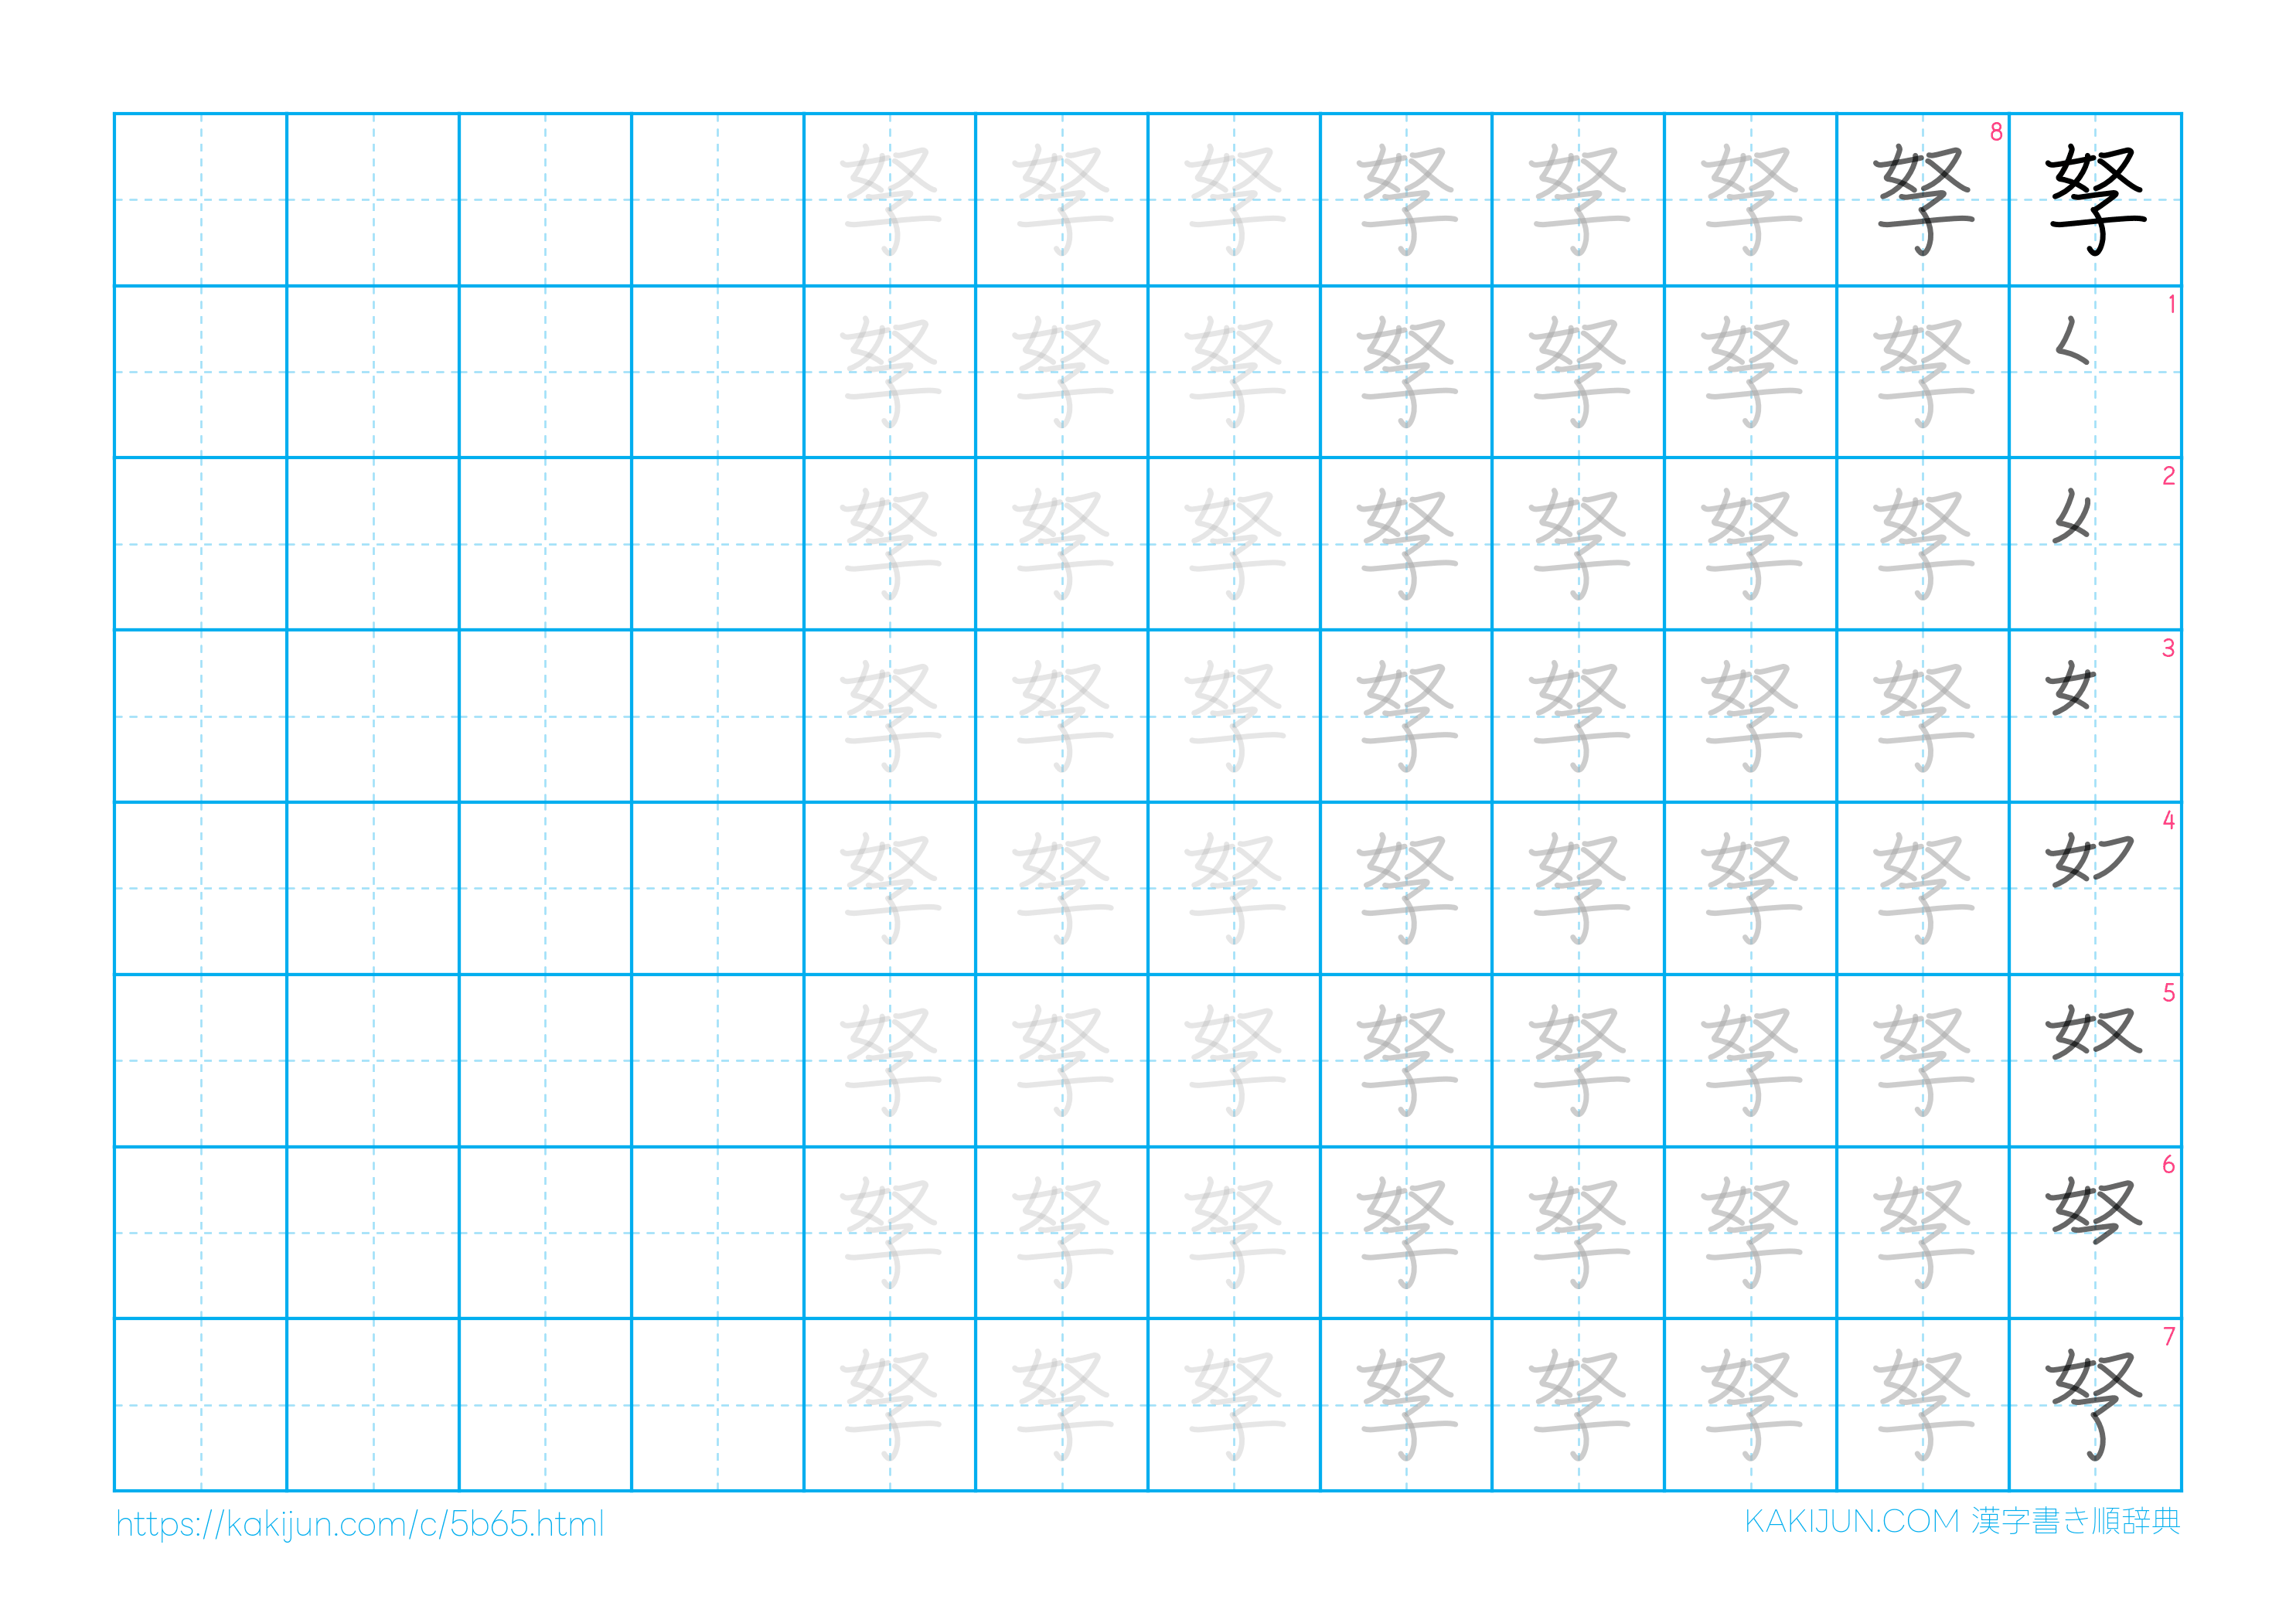 孥 孥 孥 孥 孥 孥 孥 8 孥
孥 孥 孥 孥 孥 孥 孥 1
孥 孥 孥 孥 孥 孥 孥 2
孥 孥 孥 孥 孥 孥 孥 女 3
孥 孥 孥 孥 孥 孥 孥 4
孥 孥 孥 孥 孥 孥 孥 奴 5
孥 孥 孥 孥 孥 孥 孥 6
孥 孥 孥 孥 孥 孥 孥 7
https://kakijun.com/c/5b65.html
KAKIJUN.COM 漢字書き順辞典